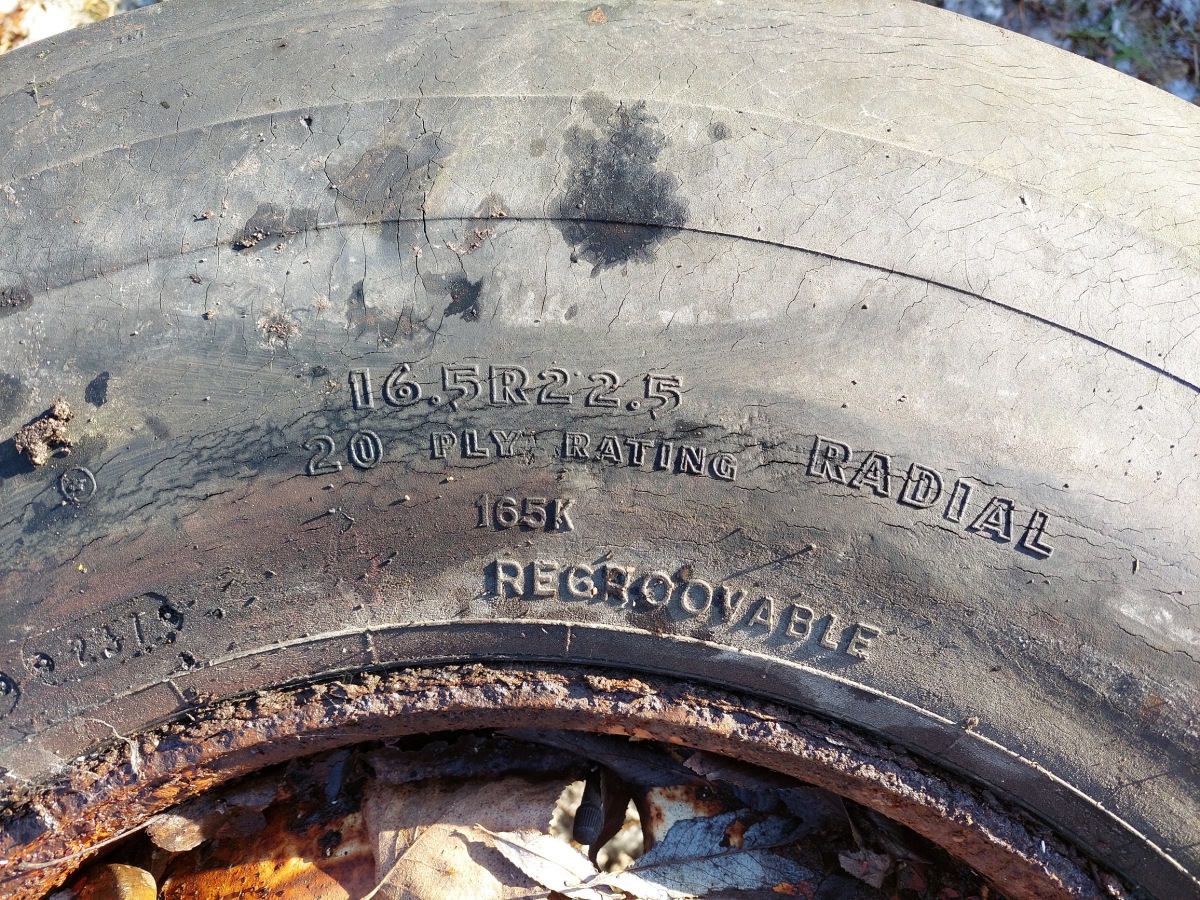 16.5R22.5
20 PLY RATING RADIAL
165K
REGROOVABLE